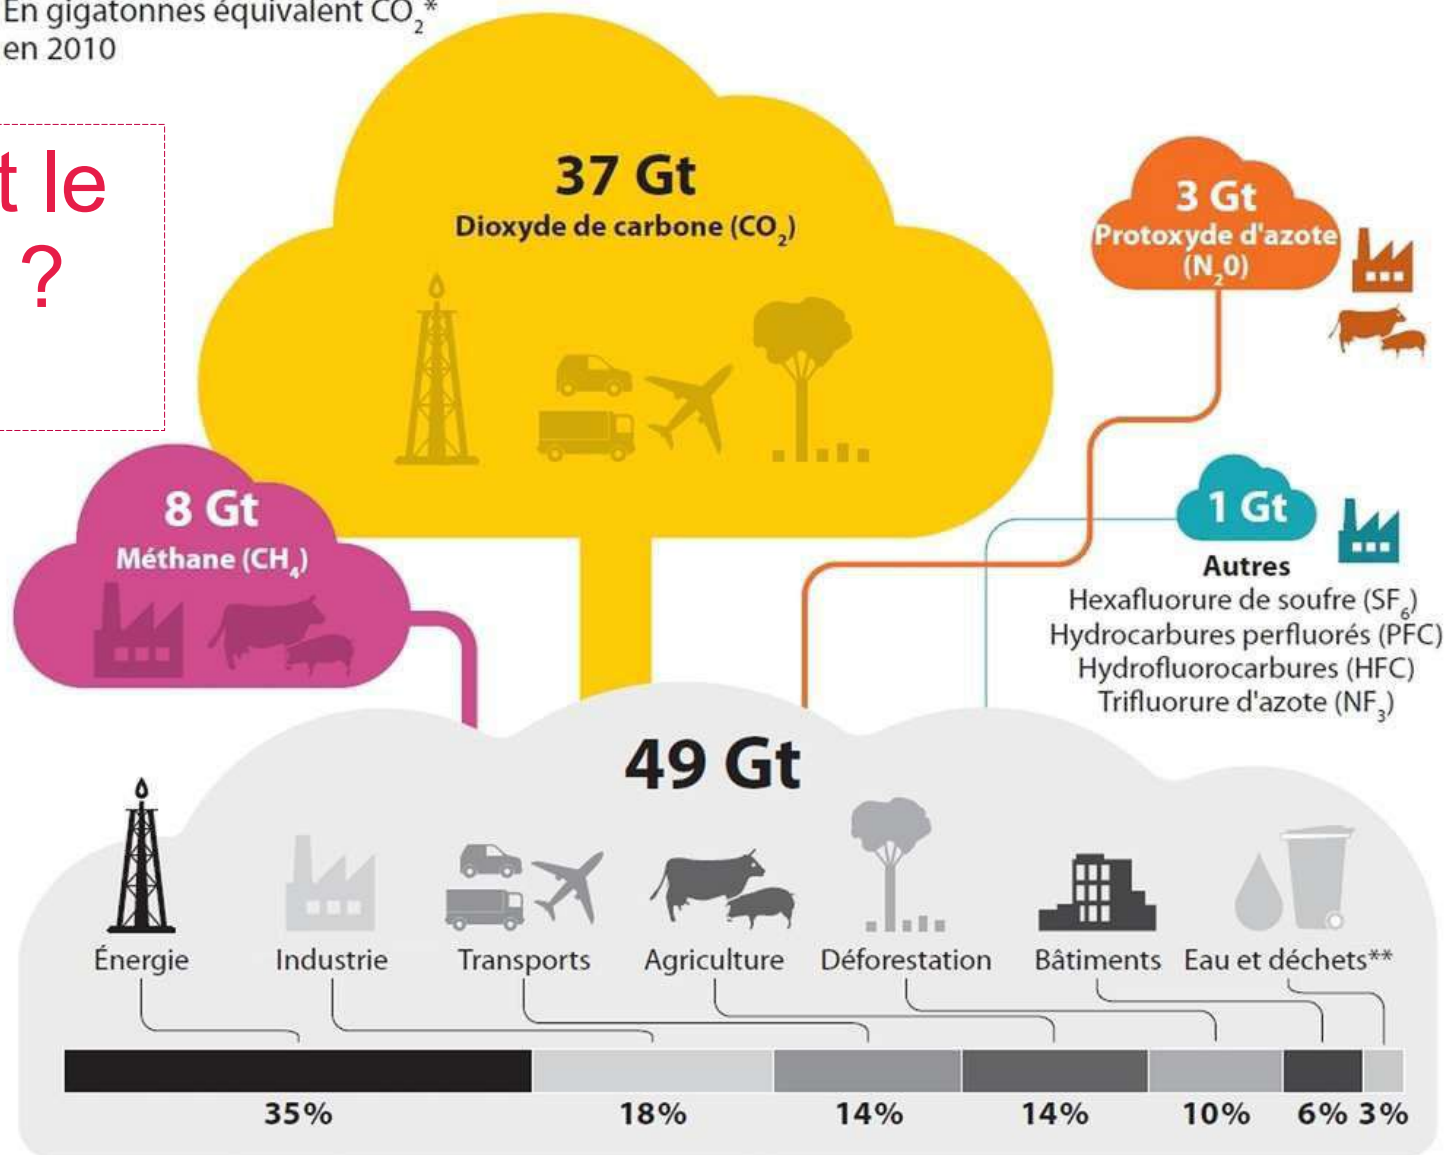 En gigatonnes équivalent CO₂*
en 2010
t le
?
37 Gt
Dioxyde de carbone (CO₂)
3 Gt
Protoxyde d'azote
(N₂0)
8 Gt
Méthane (CH₄)
1 Gt
Autres
Hexafluorure de soufre (SF₆)
Hydrocarbures perfluorés (PFC)
Hydrofluorocarbures (HFC)
Trifluorure d'azote (NF₃)
49 Gt
Énergie Industrie Transports Agriculture Déforestation Bâtiments Eau et déchets**
35% 18% 14% 14% 10% 6% 3%